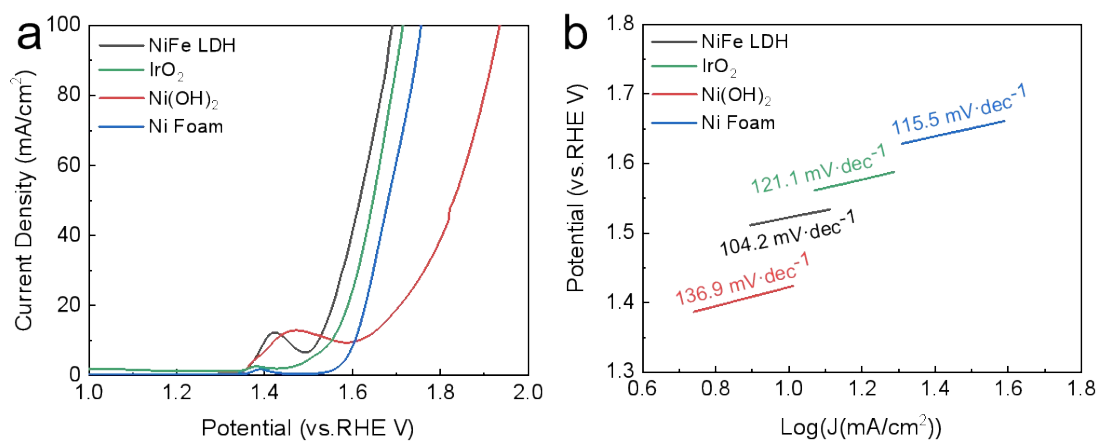 a
NiFe LDH
IrO₂
Ni(OH)₂
Ni Foam
100
80
60
40
20
0
1.0
1.2
1.4
1.6
1.8
2.0
Current Density (mA/cm²)
Potential (vs.RHE V)
b
NiFe LDH
IrO₂
Ni(OH)₂
Ni Foam
1.8
1.7
1.6
1.5
1.4
1.3
115.5 mV·dec⁻¹
121.1 mV·dec⁻¹
104.2 mV·dec⁻¹
136.9 mV·dec⁻¹
0.6
0.8
1.0
1.2
1.4
1.6
1.8
Potential (vs.RHE V)
Log(J(mA/cm²))